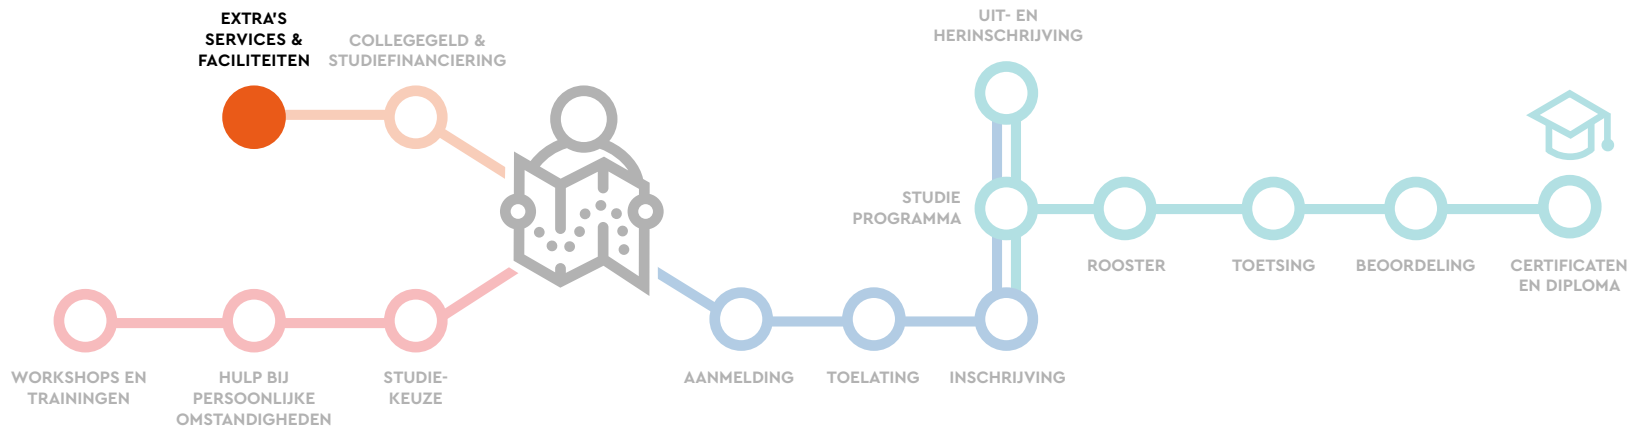 EXTRA'S
SERVICES &
FACILITEITEN
COLLEGEGELD &
STUDIEFINANCIERING
UIT- EN
HERINSCHRIJVING
STUDIE
PROGRAMMA
ROOSTER
TOETSING
BEOORDELING
CERTIFICATEN
EN DIPLOMA
WORKSHOPS EN
TRAININGEN
HULP BIJ
PERSOONLIJKE
OMSTANDIGHEDEN
STUDIE-
KEUZE
AANMELDING
TOELATING
INSCHRIJVING